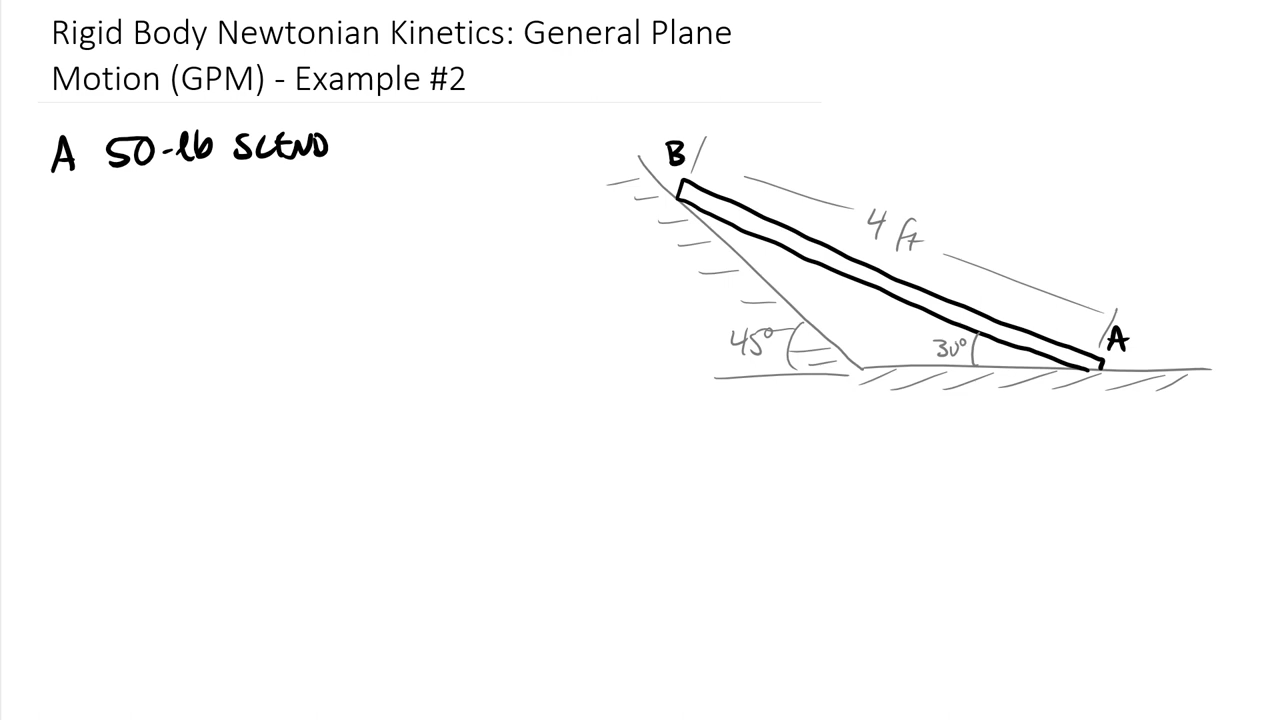 Rigid Body Newtonian Kinetics: General Plane
Motion (GPM) - Example #2
A 50-lb SLEND
B
4 ft
A
45°
30°